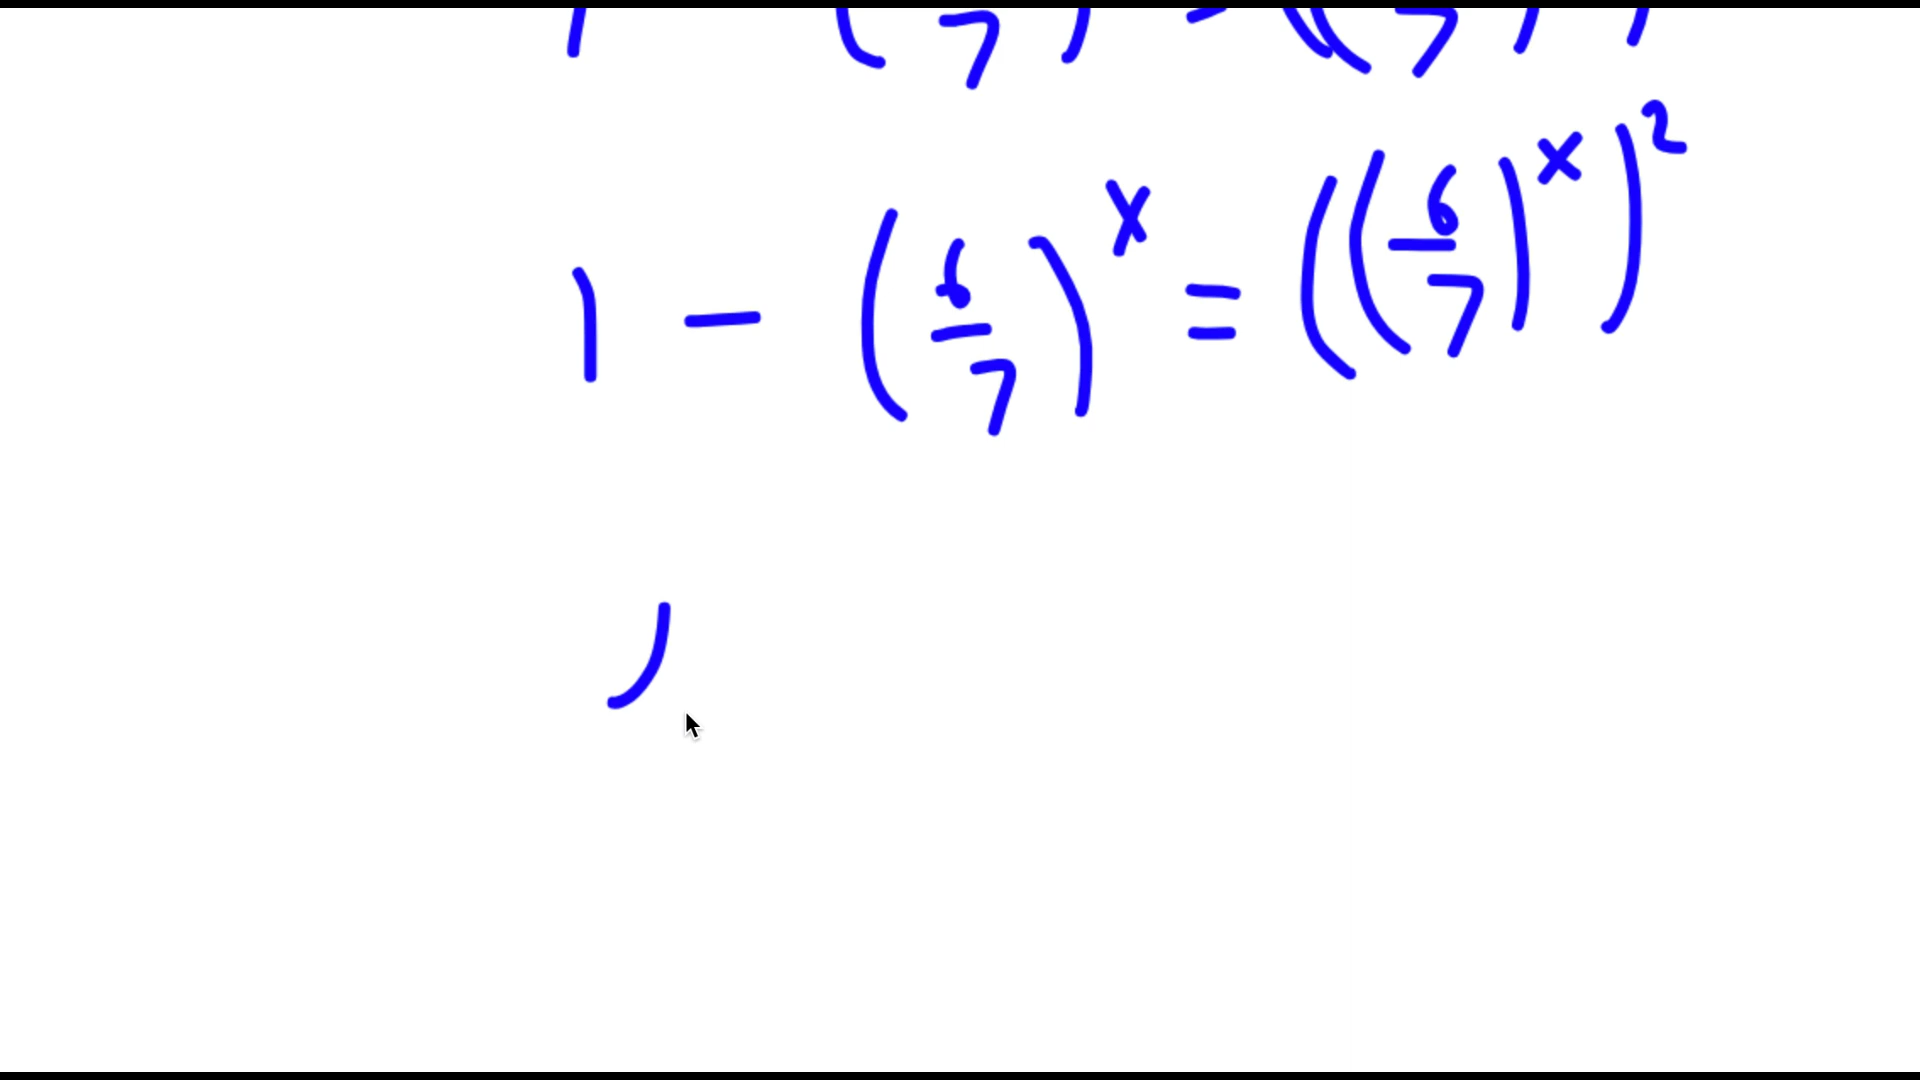 1 - (6/7)^x = ((6/7)^x)^2